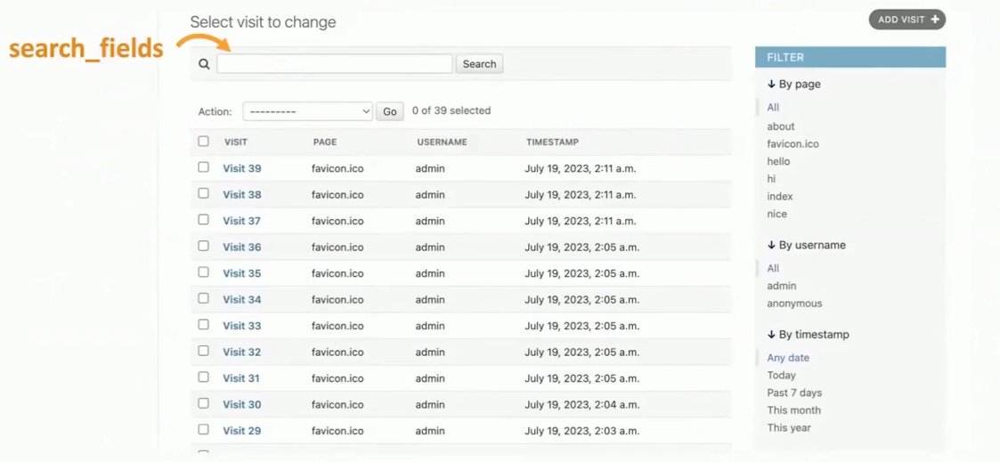 Select visit to change
ADD VISIT +
search_fields
Search
FILTER
Action: --------- Go 0 of 39 selected
VISIT PAGE USERNAME TIMESTAMP
Visit 39 favicon.ico admin July 19, 2023, 2:11 a.m.
Visit 38 favicon.ico admin July 19, 2023, 2:11 a.m.
Visit 37 favicon.ico admin July 19, 2023, 2:11 a.m.
Visit 36 favicon.ico admin July 19, 2023, 2:05 a.m.
Visit 35 favicon.ico admin July 19, 2023, 2:05 a.m.
Visit 34 favicon.ico admin July 19, 2023, 2:05 a.m.
Visit 33 favicon.ico admin July 19, 2023, 2:05 a.m.
Visit 32 favicon.ico admin July 19, 2023, 2:05 a.m.
Visit 31 favicon.ico admin July 19, 2023, 2:05 a.m.
Visit 30 favicon.ico admin July 19, 2023, 2:04 a.m.
Visit 29 favicon.ico admin July 19, 2023, 2:03 a.m.
↓ By page
All
about
favicon.ico
hello
hi
index
nice
↓ By username
All
admin
anonymous
↓ By timestamp
Any date
Today
Past 7 days
This month
This year